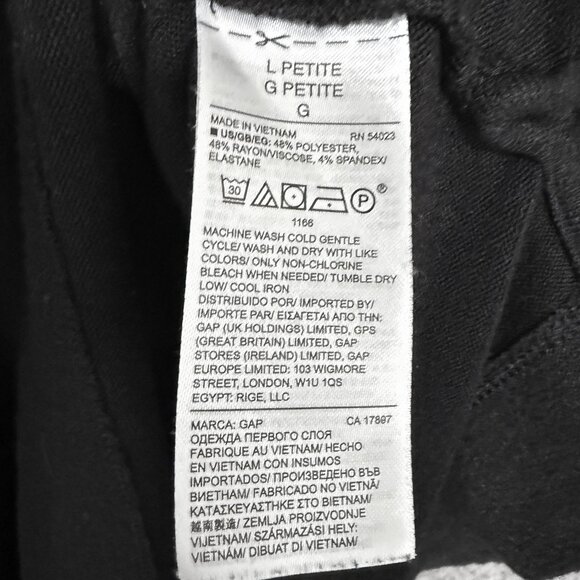 L PETITE
G PETITE
G
MADE IN VIETNAM RN 54023
■ US/GB/EG: 48% POLYESTER,
48% RAYON/VISCOSE, 4% SPANDEX/
ELASTANE
30 P ®
1166
MACHINE WASH COLD GENTLE
CYCLE/ WASH AND DRY WITH LIKE
COLORS/ ONLY NON-CHLORINE
BLEACH WHEN NEEDED/ TUMBLE DRY
LOW/ COOL IRON
DISTRIBUIDO POR/ IMPORTED BY/
IMPORTE PAR/ ΕΙΣΑΓΕΤΑΙ ΑΠΟ ΤΗΝ:
GAP (UK HOLDINGS) LIMITED, GPS
(GREAT BRITAIN) LIMITED, GAP
STORES (IRELAND) LIMITED, GAP
EUROPE LIMITED: 103 WIGMORE
STREET, LONDON, W1U 1QS
EGYPT: RIGE, LLC
MARCA: GAP CA 17897
ОДЕЖДА ПЕРВОГО СЛОЯ
FABRIQUE AU VIETNAM/ HECHO
EN VIETNAM CON INSUMOS
IMPORTADOS/ ПРОИЗВЕДЕНО ВЪВ
ВИЕТНАМ/ FABRICADO NO VIETNÃ/
ΚΑΤΑΣΚΕΥΑΣΤΗΚΕ ΣΤΟ ΒΙΕΤΝΑΜ/
越南製造/ ZEMLJA PROIZVODNJE/
VIJETNAM/ SZÁRMAZÁSI HELY:
VIETNÁM/ DIBUAT DI VIETNAM/